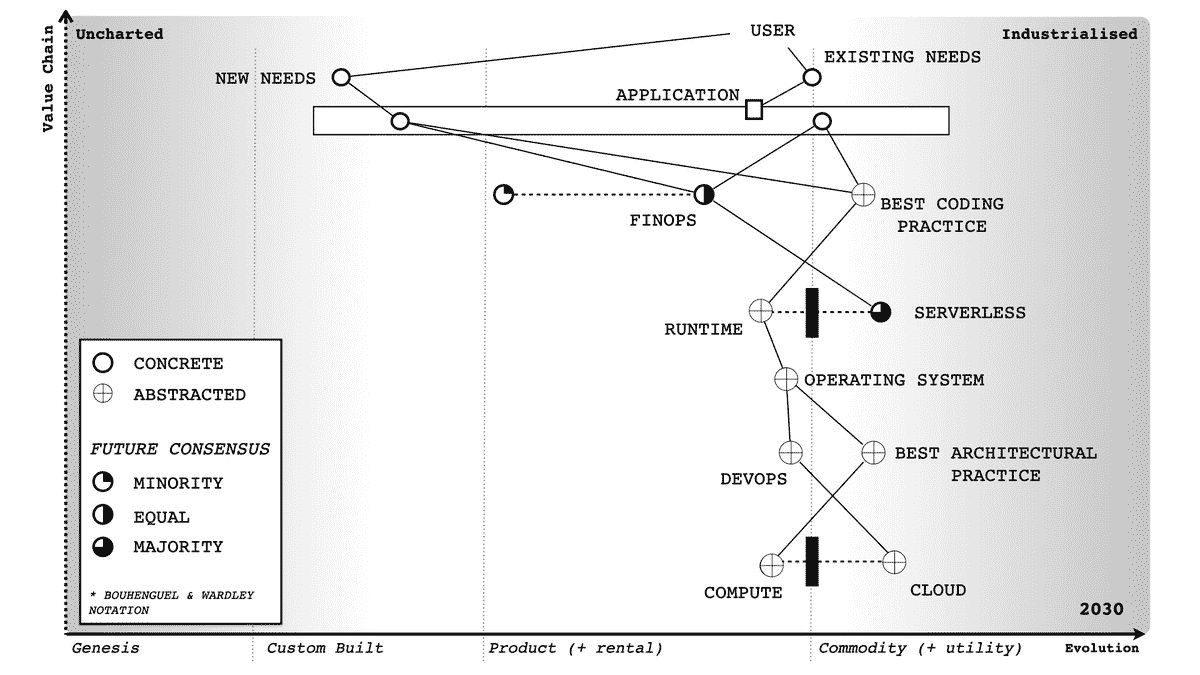 Value Chain
Uncharted
USER
Industrialised
EXISTING NEEDS
NEW NEEDS
APPLICATION
BEST CODING
PRACTICE
FINOPS
SERVERLESS
RUNTIME
OPERATING SYSTEM
BEST ARCHITECTURAL
PRACTICE
DEVOPS
COMPUTE
CLOUD
CONCRETE
ABSTRACTED
FUTURE CONSENSUS
MINORITY
EQUAL
MAJORITY
* BOUHENGUEL & WARDLEY
NOTATION
2030
Genesis
Custom Built
Product (+ rental)
Commodity (+ utility)
Evolution